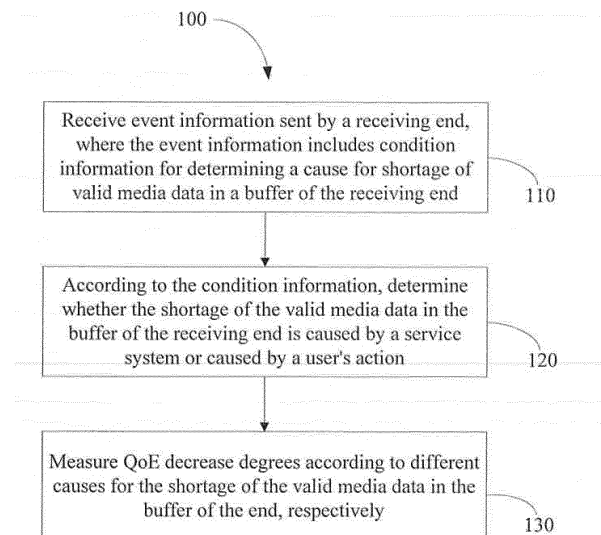 100
Receive event information sent by a receiving end,
where the event information includes condition
information for determining a cause for shortage of
valid media data in a buffer of the receiving end
110
According to the condition information, determine
whether the shortage of the valid media data in the
buffer of the receiving end is caused by a service
system or caused by a user's action
120
Measure QoE decrease degrees according to different
causes for the shortage of the valid media data in the
buffer of the end, respectively
130